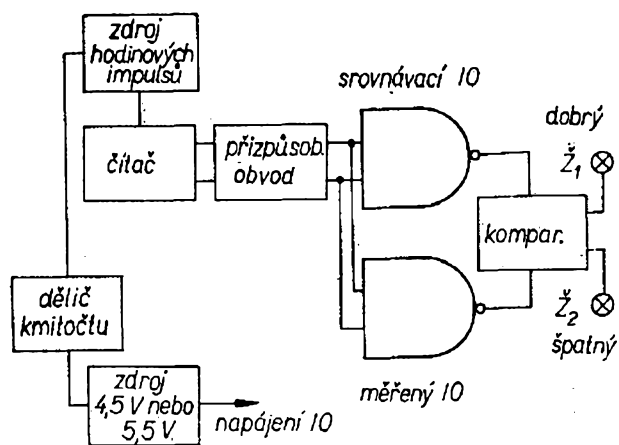 zdroj
hodinových
impulsů
srovnávací IO
dobrý
Ž1
čítač
přizpůsob.
obvod
kompar.
dělič
kmitočtu
Ž2
špatný
zdroj
4,5 V nebo
5,5 V.
napájení IO
měřený IO